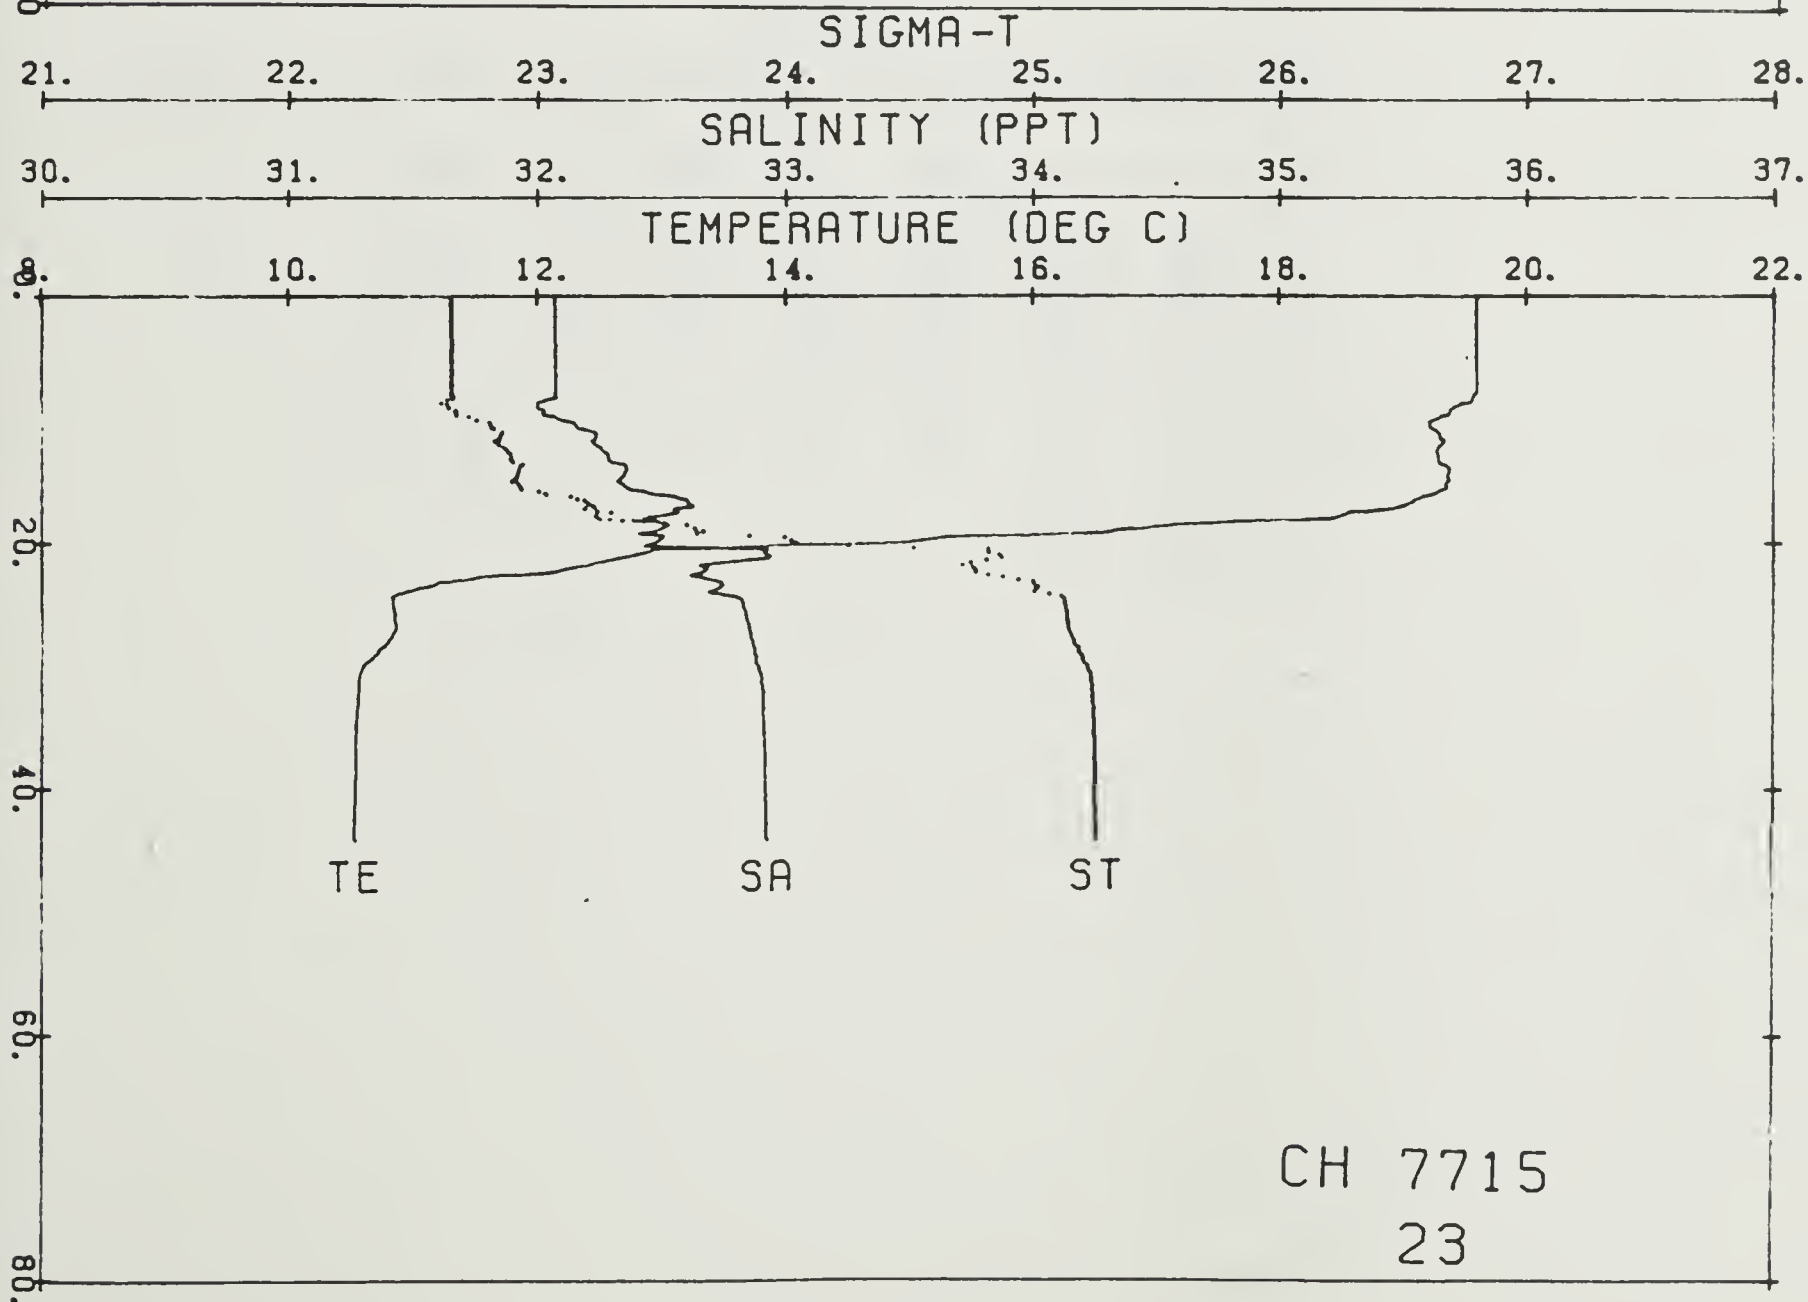 SIGMA-T
21. 22. 23. 24. 25. 26. 27. 28.
SALINITY (PPT)
30. 31. 32. 33. 34. 35. 36. 37.
TEMPERATURE (DEG C)
8. 10. 12. 14. 16. 18. 20. 22.
0.
20.
40.
60.
80.
TE SA ST
CH 7715
23